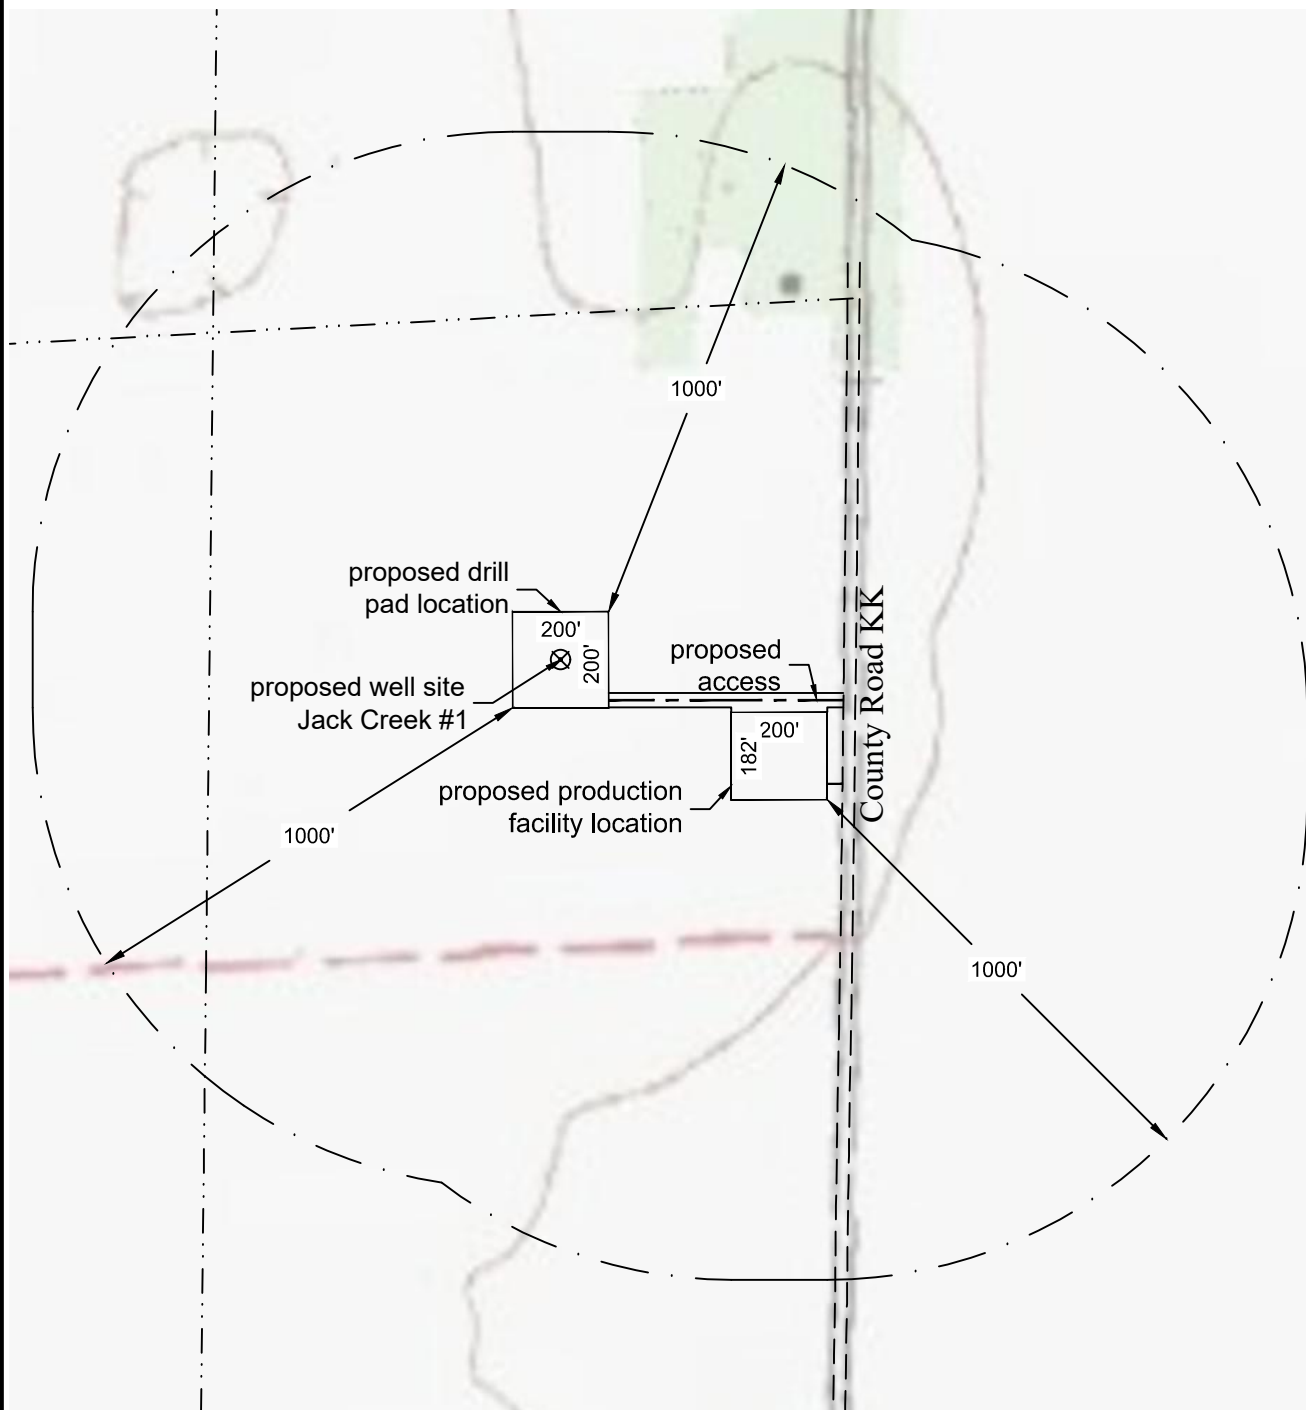 1000'
proposed drill
pad location
200'
200'
proposed well site
Jack Creek #1
proposed
access
County Road KK
200'
182'
proposed production
facility location
1000'
1000'